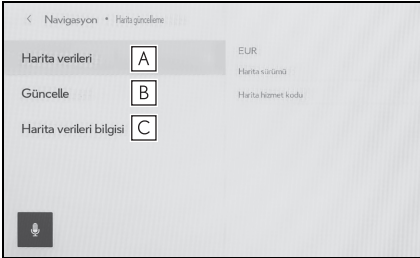 < Navigasyon • Harita güncelleme
Harita verileri A
Güncelle B
Harita verileri bilgisi C
EUR
Harita sürümü
Harita hizmet kodu